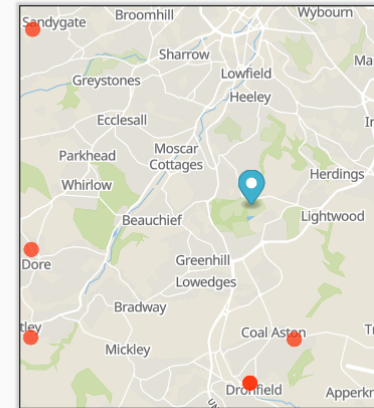 Sandygate
Broomhill
Wybourn
Sharrow
Greystones
Lowfield
Heeley
Ecclesall
Moscar
Cottages
Parkhead
Whirlow
Herdings
Beauchief
Lightwood
Greenhill
Dore
Lowedges
Bradway
tley
Coal Aston
Mickley
Dronfield
Apperkn